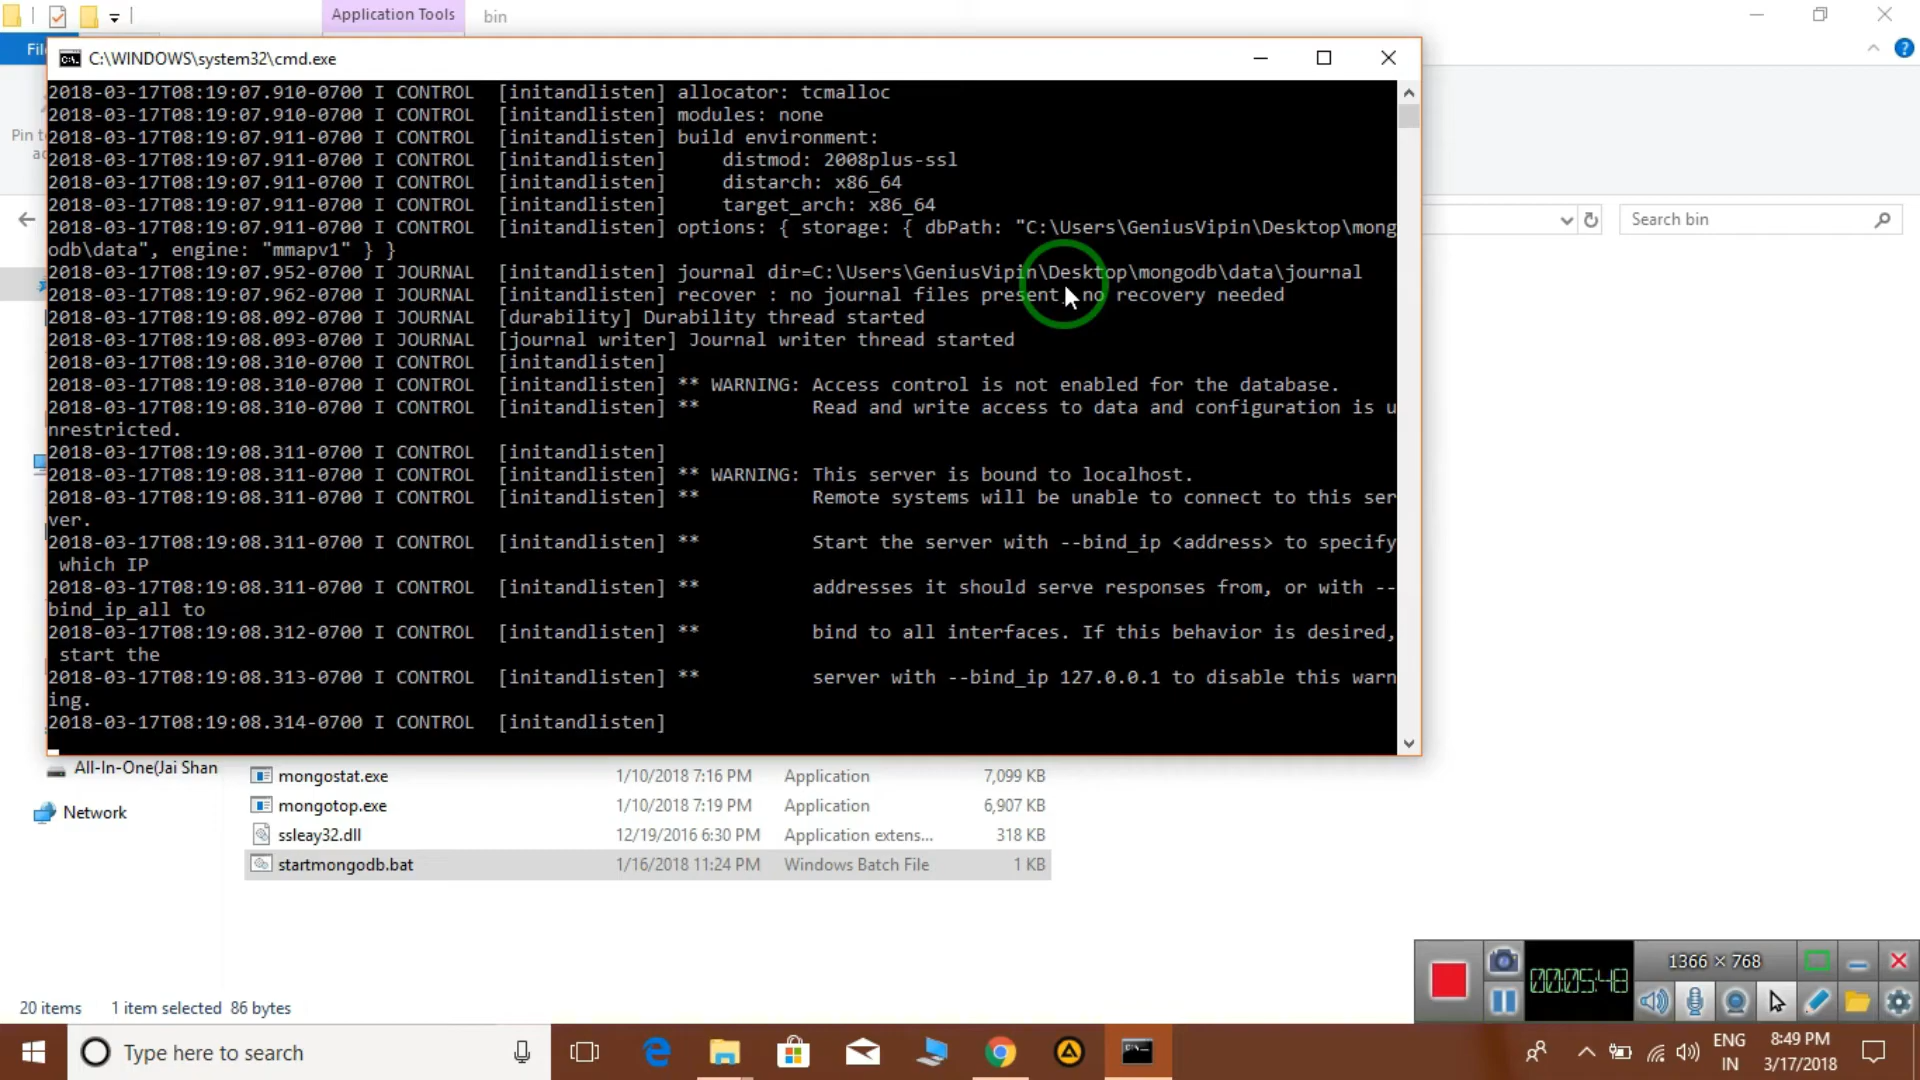 Application Tools
bin
C:\WINDOWS\system32\cmd.exe
2018-03-17T08:19:07.910-0700 I CONTROL  [initandlisten] allocator: tcmalloc
2018-03-17T08:19:07.910-0700 I CONTROL  [initandlisten] modules: none
2018-03-17T08:19:07.911-0700 I CONTROL  [initandlisten] build environment:
2018-03-17T08:19:07.911-0700 I CONTROL  [initandlisten]     distmod: 2008plus-ssl
2018-03-17T08:19:07.911-0700 I CONTROL  [initandlisten]     distarch: x86_64
2018-03-17T08:19:07.911-0700 I CONTROL  [initandlisten]     target_arch: x86_64
2018-03-17T08:19:07.911-0700 I CONTROL  [initandlisten] options: { storage: { dbPath: "C:\Users\GeniusVipin\Desktop\mong
odb\data", engine: "mmapv1" } }
2018-03-17T08:19:07.952-0700 I JOURNAL  [initandlisten] journal dir=C:\Users\GeniusVipin\Desktop\mongodb\data\journal
2018-03-17T08:19:07.962-0700 I JOURNAL  [initandlisten] recover : no journal files present, no recovery needed
2018-03-17T08:19:08.092-0700 I JOURNAL  [durability] Durability thread started
2018-03-17T08:19:08.093-0700 I JOURNAL  [journal writer] Journal writer thread started
2018-03-17T08:19:08.310-0700 I CONTROL  [initandlisten]
2018-03-17T08:19:08.310-0700 I CONTROL  [initandlisten] ** WARNING: Access control is not enabled for the database.
2018-03-17T08:19:08.310-0700 I CONTROL  [initandlisten] **          Read and write access to data and configuration is u
nrestricted.
2018-03-17T08:19:08.311-0700 I CONTROL  [initandlisten]
2018-03-17T08:19:08.311-0700 I CONTROL  [initandlisten] ** WARNING: This server is bound to localhost.
2018-03-17T08:19:08.311-0700 I CONTROL  [initandlisten] **          Remote systems will be unable to connect to this ser
ver.
2018-03-17T08:19:08.311-0700 I CONTROL  [initandlisten] **          Start the server with --bind_ip <address> to specify
 which IP
2018-03-17T08:19:08.311-0700 I CONTROL  [initandlisten] **          addresses it should serve responses from, or with --
bind_ip_all to
2018-03-17T08:19:08.312-0700 I CONTROL  [initandlisten] **          bind to all interfaces. If this behavior is desired,
 start the
2018-03-17T08:19:08.313-0700 I CONTROL  [initandlisten] **          server with --bind_ip 127.0.0.1 to disable this warn
ing.
2018-03-17T08:19:08.314-0700 I CONTROL  [initandlisten]
Search bin
All-In-One(Jai Shan
Network
mongostat.exe 1/10/2018 7:16 PM Application 7,099 KB
mongotop.exe 1/10/2018 7:19 PM Application 6,907 KB
ssleay32.dll 12/19/2016 6:30 PM Application extens... 318 KB
startmongodb.bat 1/16/2018 11:24 PM Windows Batch File 1 KB
20 items 1 item selected 86 bytes
00:05:48
1366 × 768
Type here to search
ENG
IN
8:49 PM
3/17/2018